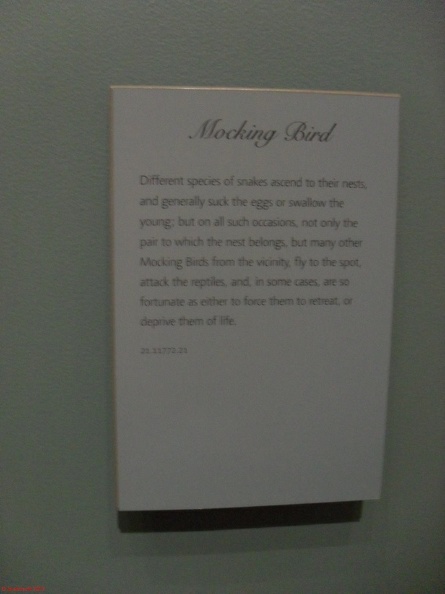 Mocking Bird
Different species of snakes ascend to their nests,
and generally suck the eggs or swallow the
young; but on all such occasions, not only the
pair to which the nest belongs, but many other
Mocking Birds from the vicinity, fly to the spot,
attack the reptiles, and, in some cases, are so
fortunate as either to force them to retreat, or
deprive them of life.
21.11772.21